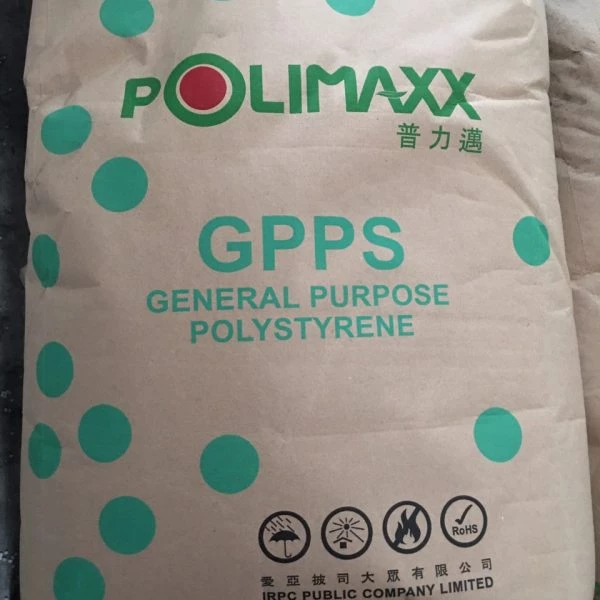 POLIMAXX
普力邁
GPPS
GENERAL PURPOSE
POLYSTYRENE
RoHS
愛亞披司大眾有限公司
IRPC PUBLIC COMPANY LIMITED